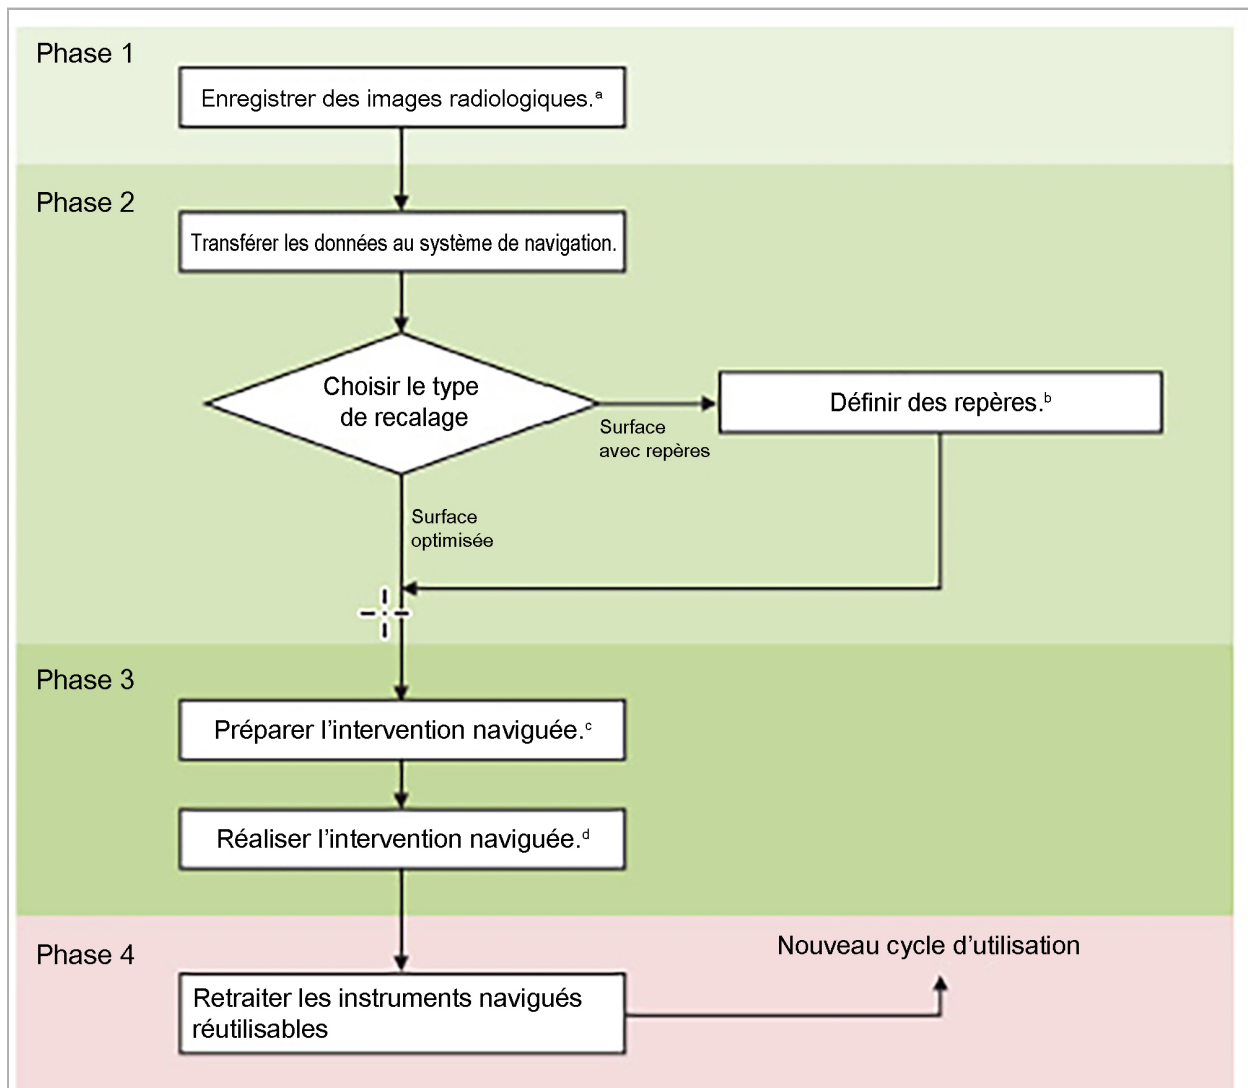 Phase 1
Enregistrer des images radiologiques.ᵃ
Phase 2
Transférer les données au système de navigation.
Choisir le type
de recalage
Surface
avec repères
Définir des repères.ᵇ
Surface
optimisée
Phase 3
Préparer l’intervention naviguée.ᶜ
Réaliser l’intervention naviguée.ᵈ
Phase 4
Nouveau cycle d’utilisation
Retraiter les instruments navigués
réutilisables